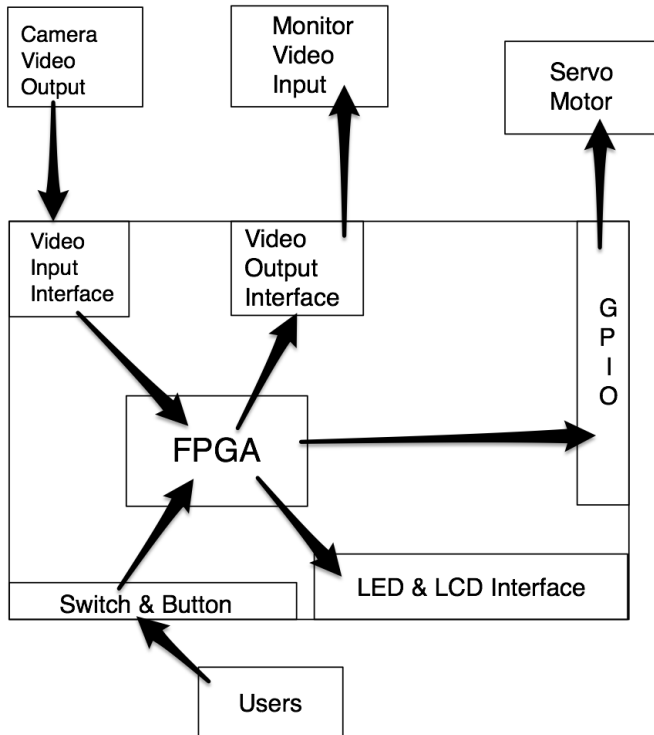 Camera
Video
Output
Monitor
Video
Input
Servo
Motor
Video
Input
Interface
Video
Output
Interface
G
P
I
O
FPGA
Switch & Button
LED & LCD Interface
Users